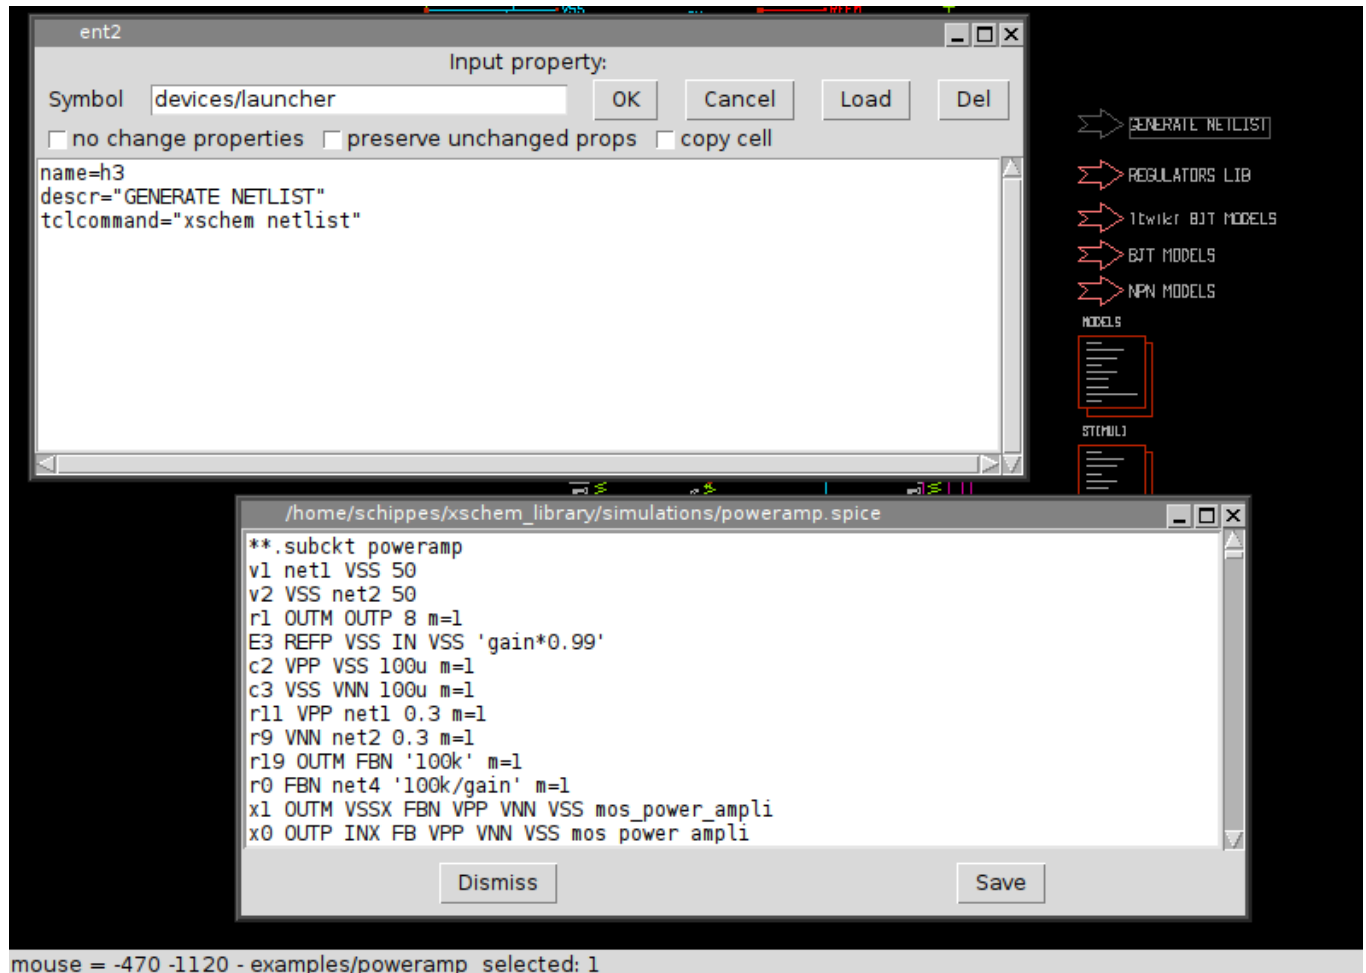 VSS
REFM
ent2
Input property:
Symbol devices/launcher OK Cancel Load Del
no change properties preserve unchanged props copy cell
name=h3
descr="GENERATE NETLIST"
tclcommand="xschem netlist"
GENERATE NETLIST
REGULATORS LIB
ltwiki BJT MODELS
BJT MODELS
NPN MODELS
MODELS
STIMULI
/home/schippes/xschem_library/simulations/poweramp.spice
**.subckt poweramp
v1 net1 VSS 50
v2 VSS net2 50
r1 OUTM OUTP 8 m=1
E3 REFP VSS IN VSS 'gain*0.99'
c2 VPP VSS 100u m=1
c3 VSS VNN 100u m=1
r11 VPP net1 0.3 m=1
r9 VNN net2 0.3 m=1
r19 OUTM FBN '100k' m=1
r0 FBN net4 '100k/gain' m=1
x1 OUTM VSSX FBN VPP VNN VSS mos_power_ampli
x0 OUTP INX FB VPP VNN VSS mos_power_ampli
Dismiss Save
mouse = -470 -1120 - examples/poweramp selected: 1